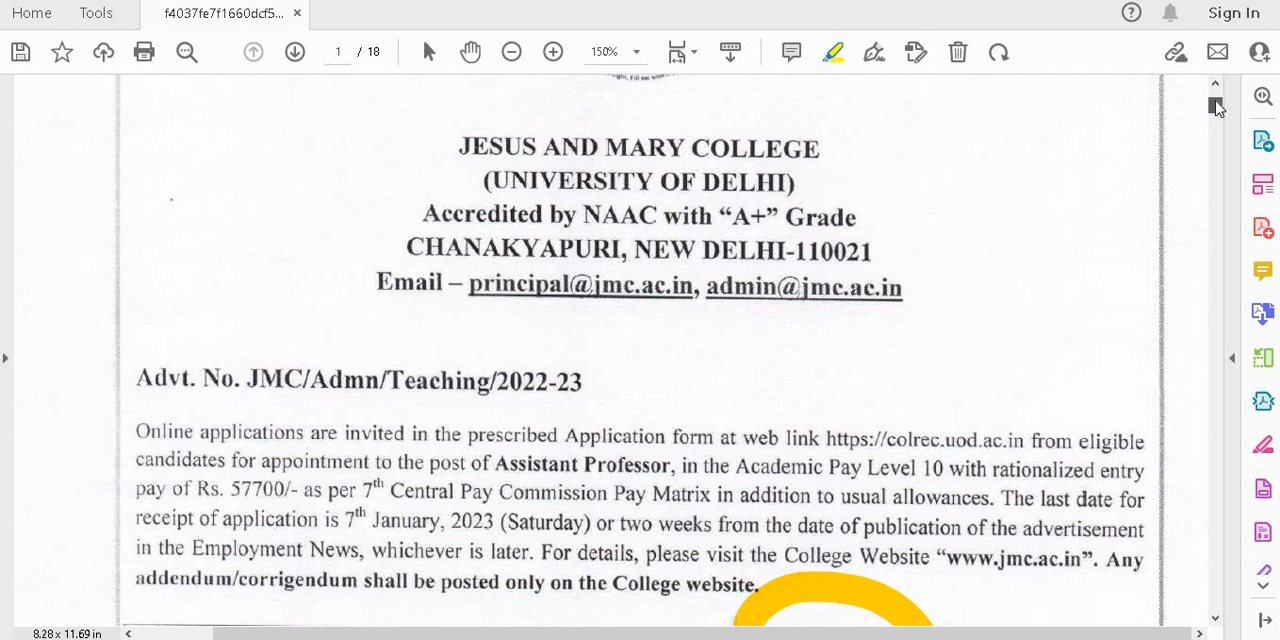 Home Tools f4037fe7f1660dcf5... × Sign In
1 / 18 150%
JESUS AND MARY COLLEGE
(UNIVERSITY OF DELHI)
Accredited by NAAC with “A+” Grade
CHANAKYAPURI, NEW DELHI-110021
Email – principal@jmc.ac.in, admin@jmc.ac.in
Advt. No. JMC/Admn/Teaching/2022-23
Online applications are invited in the prescribed Application form at web link https://colrec.uod.ac.in from eligible
candidates for appointment to the post of Assistant Professor, in the Academic Pay Level 10 with rationalized entry
pay of Rs. 57700/- as per 7th Central Pay Commission Pay Matrix in addition to usual allowances. The last date for
receipt of application is 7th January, 2023 (Saturday) or two weeks from the date of publication of the advertisement
in the Employment News, whichever is later. For details, please visit the College Website “www.jmc.ac.in”. Any
addendum/corrigendum shall be posted only on the College website.
8.28 x 11.69 in